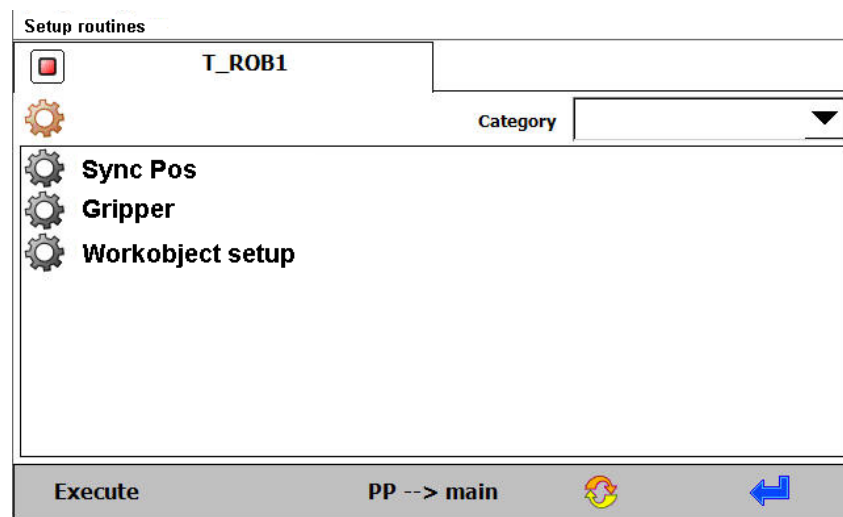 Setup routines
T_ROB1
Category
Sync Pos
Gripper
Workobject setup
Execute PP --> main